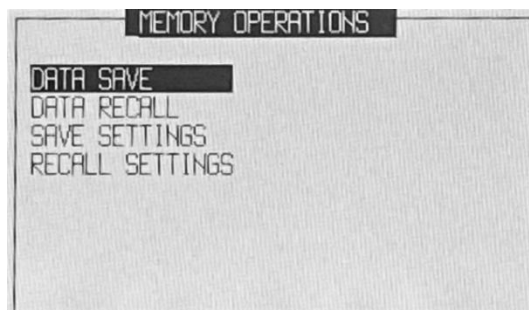 MEMORY OPERATIONS
DATA SAVE
DATA RECALL
SAVE SETTINGS
RECALL SETTINGS